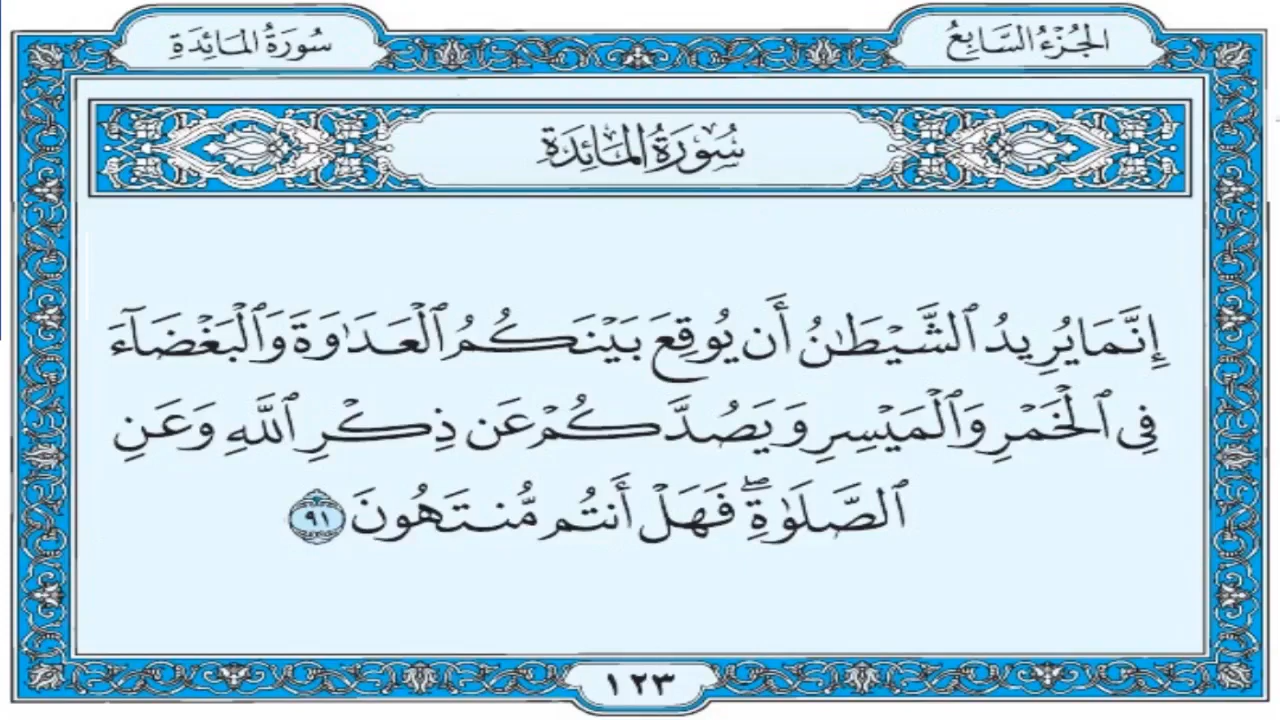 الجُزْءُ السَّابِعُ
سُورَةُ المَائِدَةِ
سُورَةُ المَائِدَةِ
إِنَّمَا يُرِيدُ ٱلشَّيْطَٰنُ أَن يُوقِعَ بَيْنَكُمُ ٱلْعَدَٰوَةَ وَٱلْبَغْضَآءَ
فِى ٱلْخَمْرِ وَٱلْمَيْسِرِ وَيَصُدَّكُمْ عَن ذِكْرِ ٱللَّهِ وَعَنِ
ٱلصَّلَوٰةِ ۖ فَهَلْ أَنتُم مُّنتَهُونَ ٩١
١٢٣